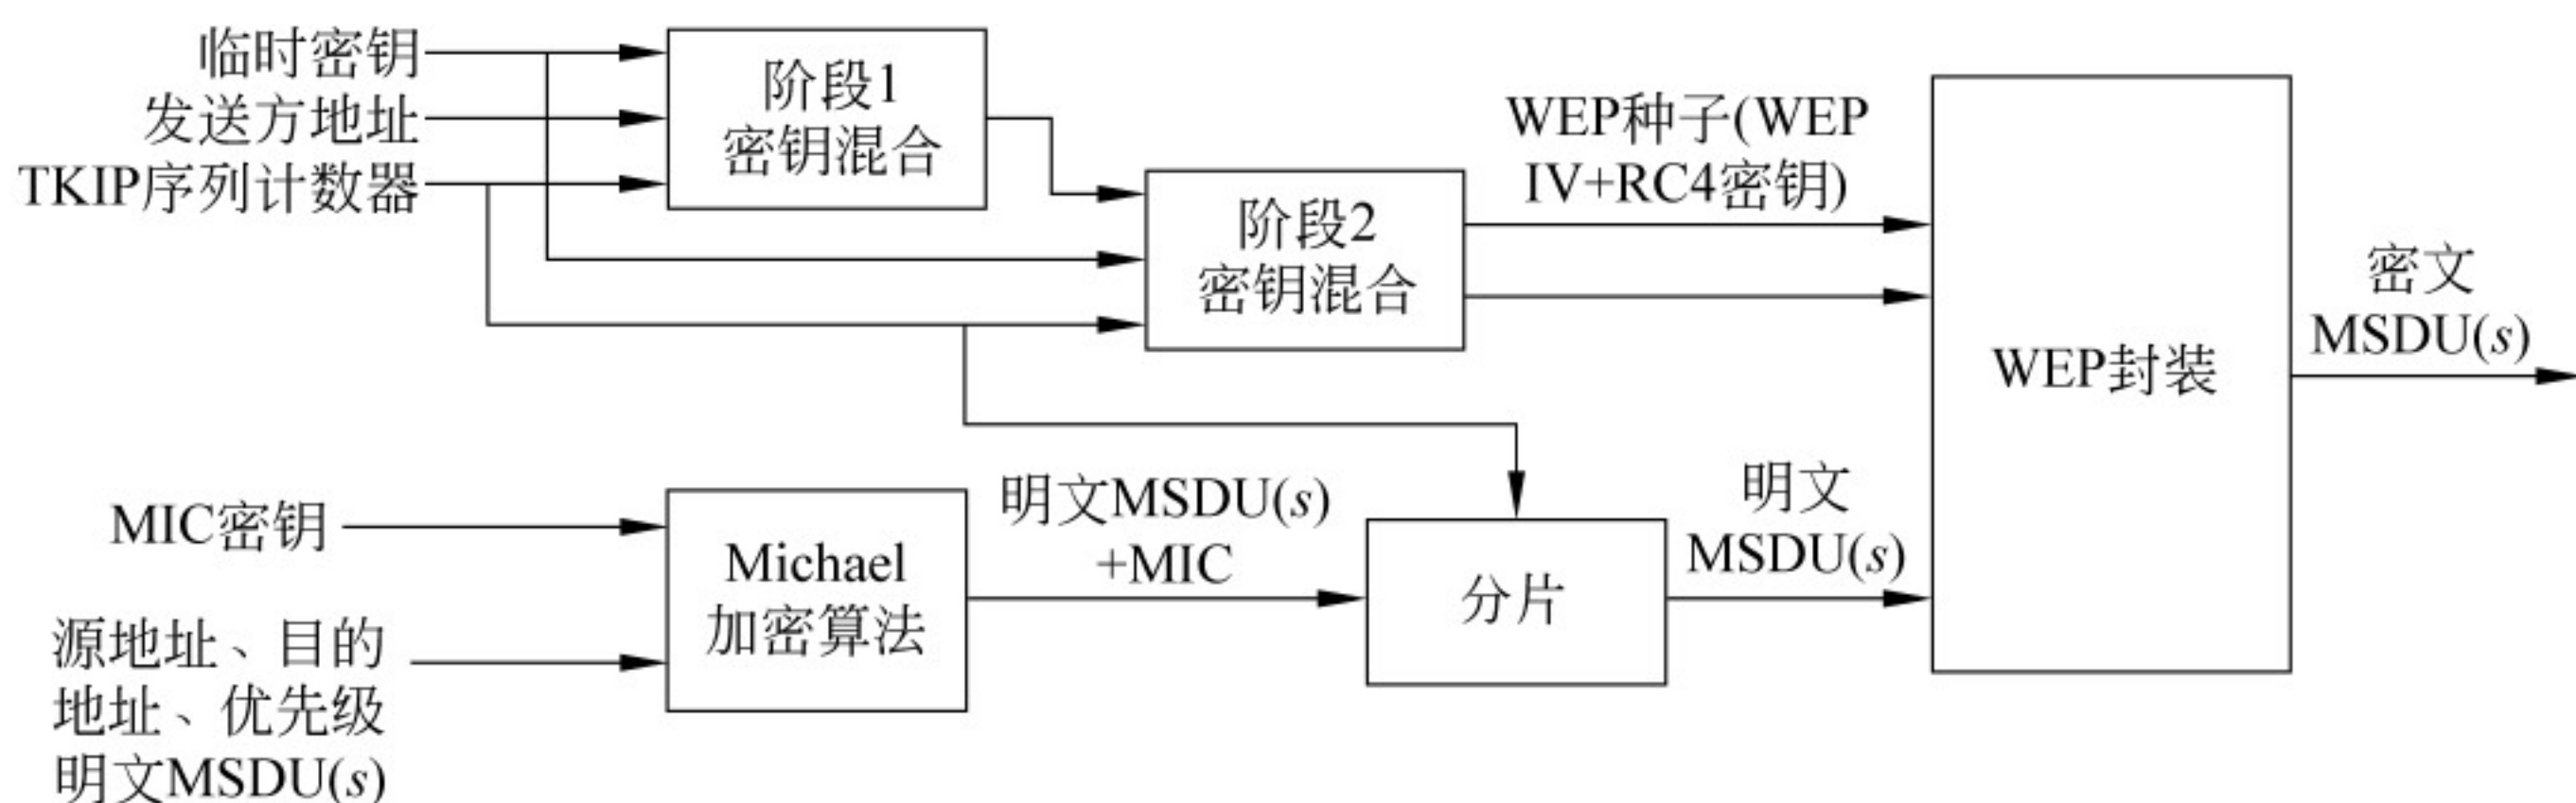 临时密钥
发送方地址
TKIP序列计数器
阶段1
密钥混合
WEP种子(WEP
IV+RC4密钥)
阶段2
密钥混合
WEP封装
密文
MSDU(s)
MIC密钥
源地址、目的
地址、优先级
明文MSDU(s)
Michael
加密算法
明文MSDU(s)
+MIC
分片
明文
MSDU(s)